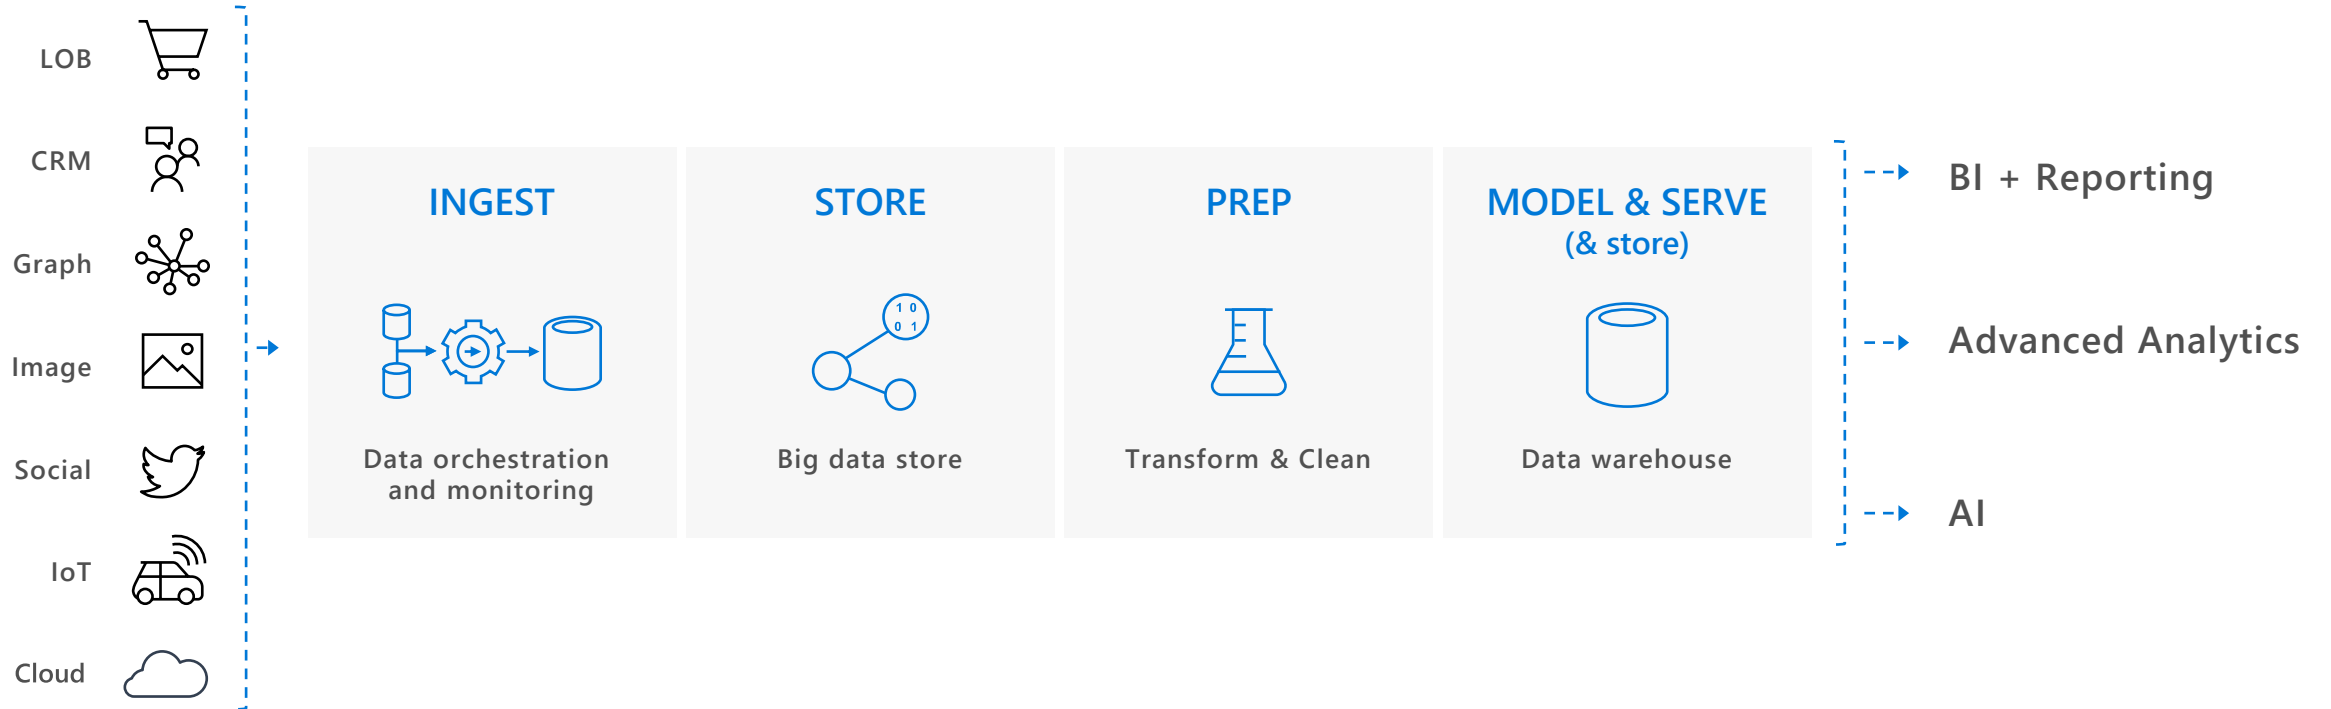 LOB
CRM
Graph
Image
Social
IoT
Cloud
INGEST
Data orchestration
and monitoring
STORE
1 0
0 1
Big data store
PREP
Transform & Clean
MODEL & SERVE
(& store)
Data warehouse
BI + Reporting
Advanced Analytics
AI